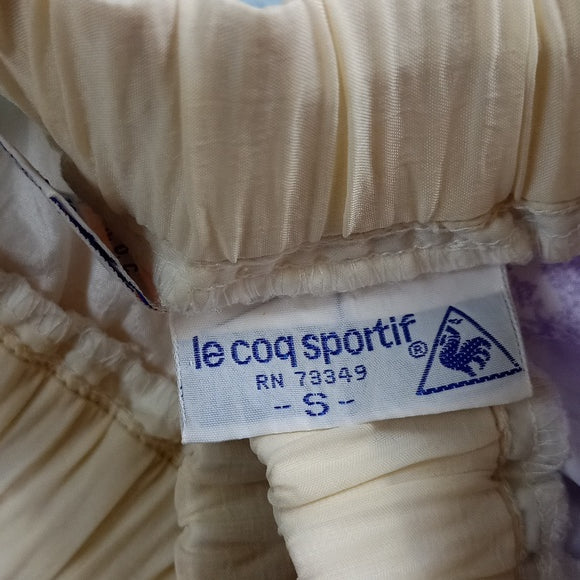 le coq sportif ®
RN 73349
- S -